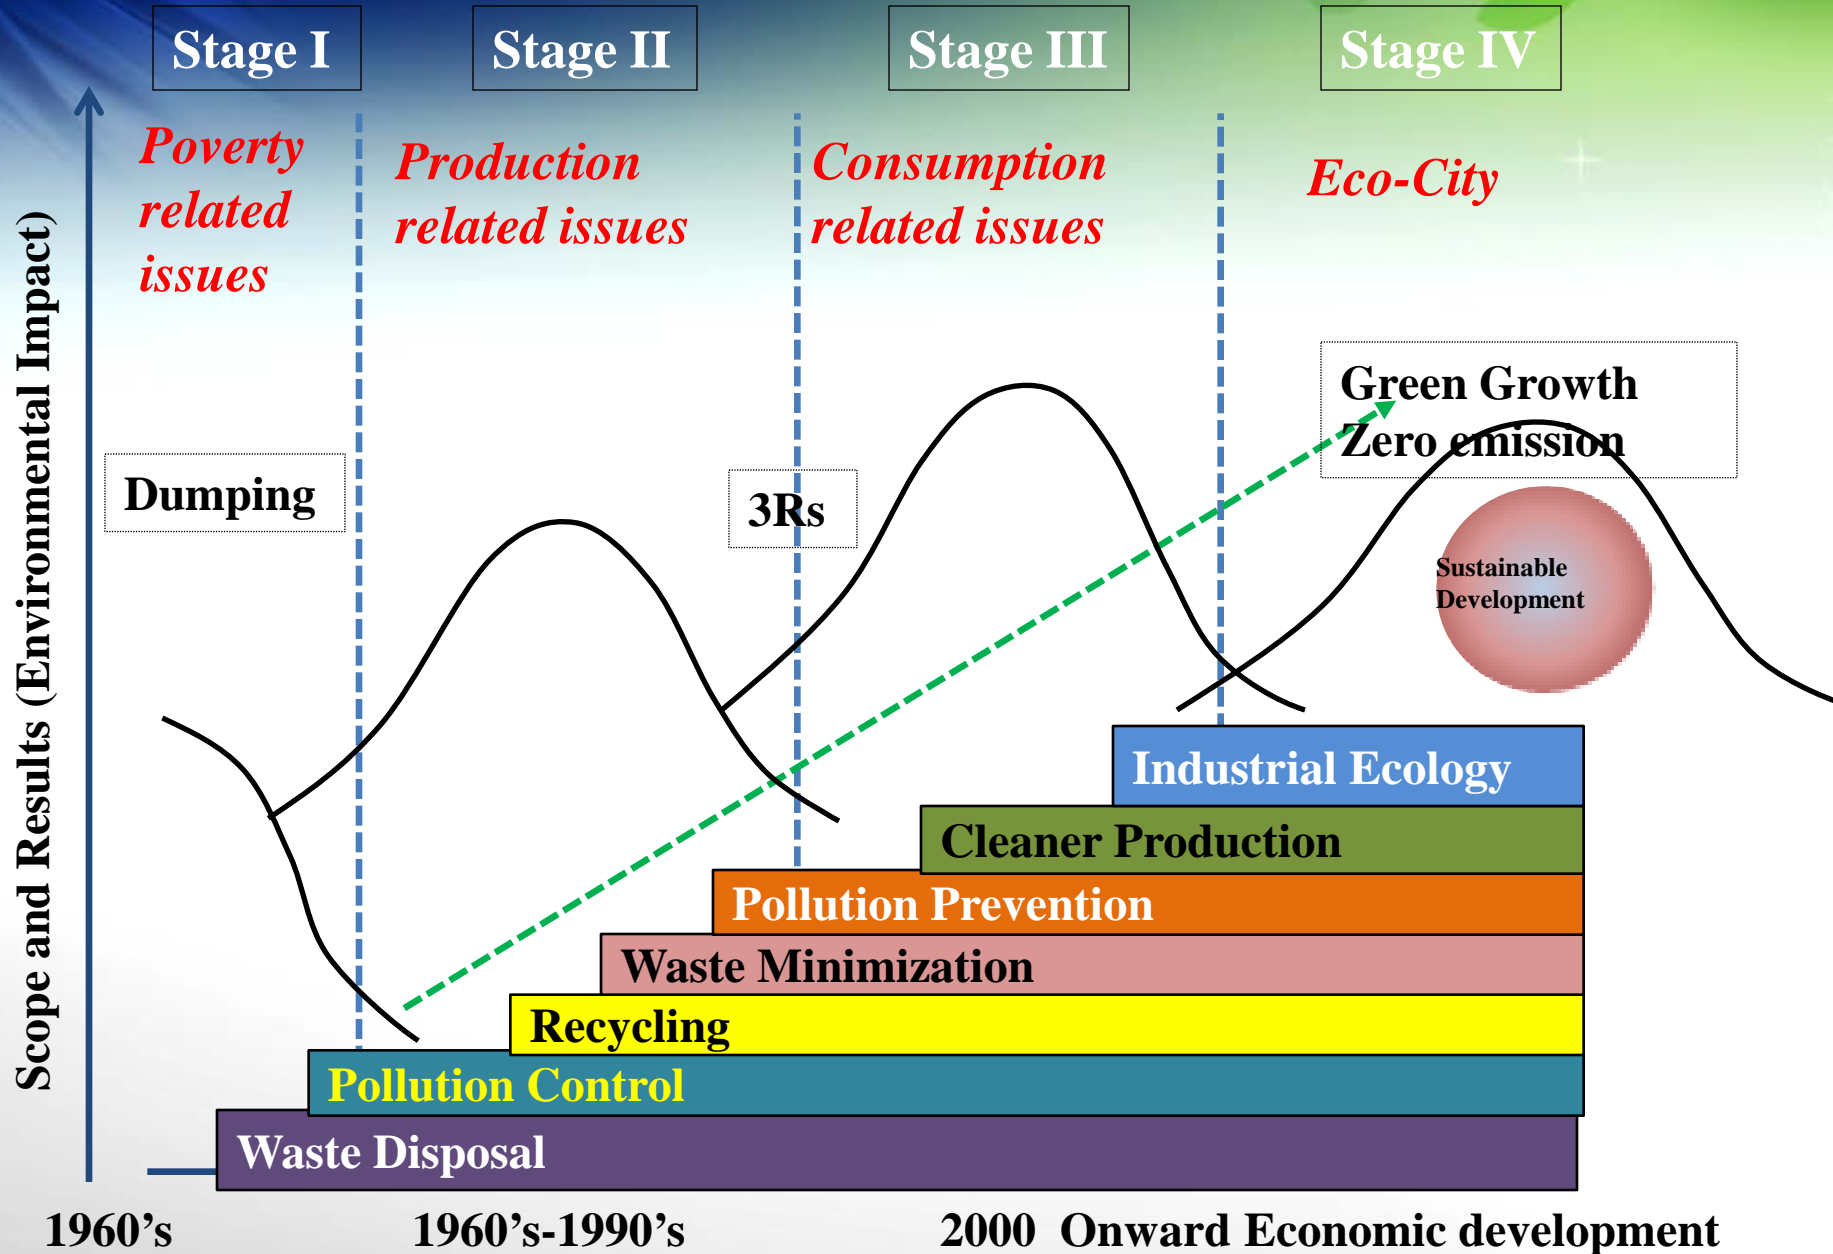 Stage I
Stage II
Stage III
Stage IV
Poverty
related
issues
Production
related issues
Consumption
related issues
Eco-City
Scope and Results (Environmental Impact)
Green Growth
Zero emission
Dumping
3Rs
Sustainable
Development
Industrial Ecology
Cleaner Production
Pollution Prevention
Waste Minimization
Recycling
Pollution Control
Waste Disposal
1960’s
1960’s-1990’s
2000 Onward Economic development